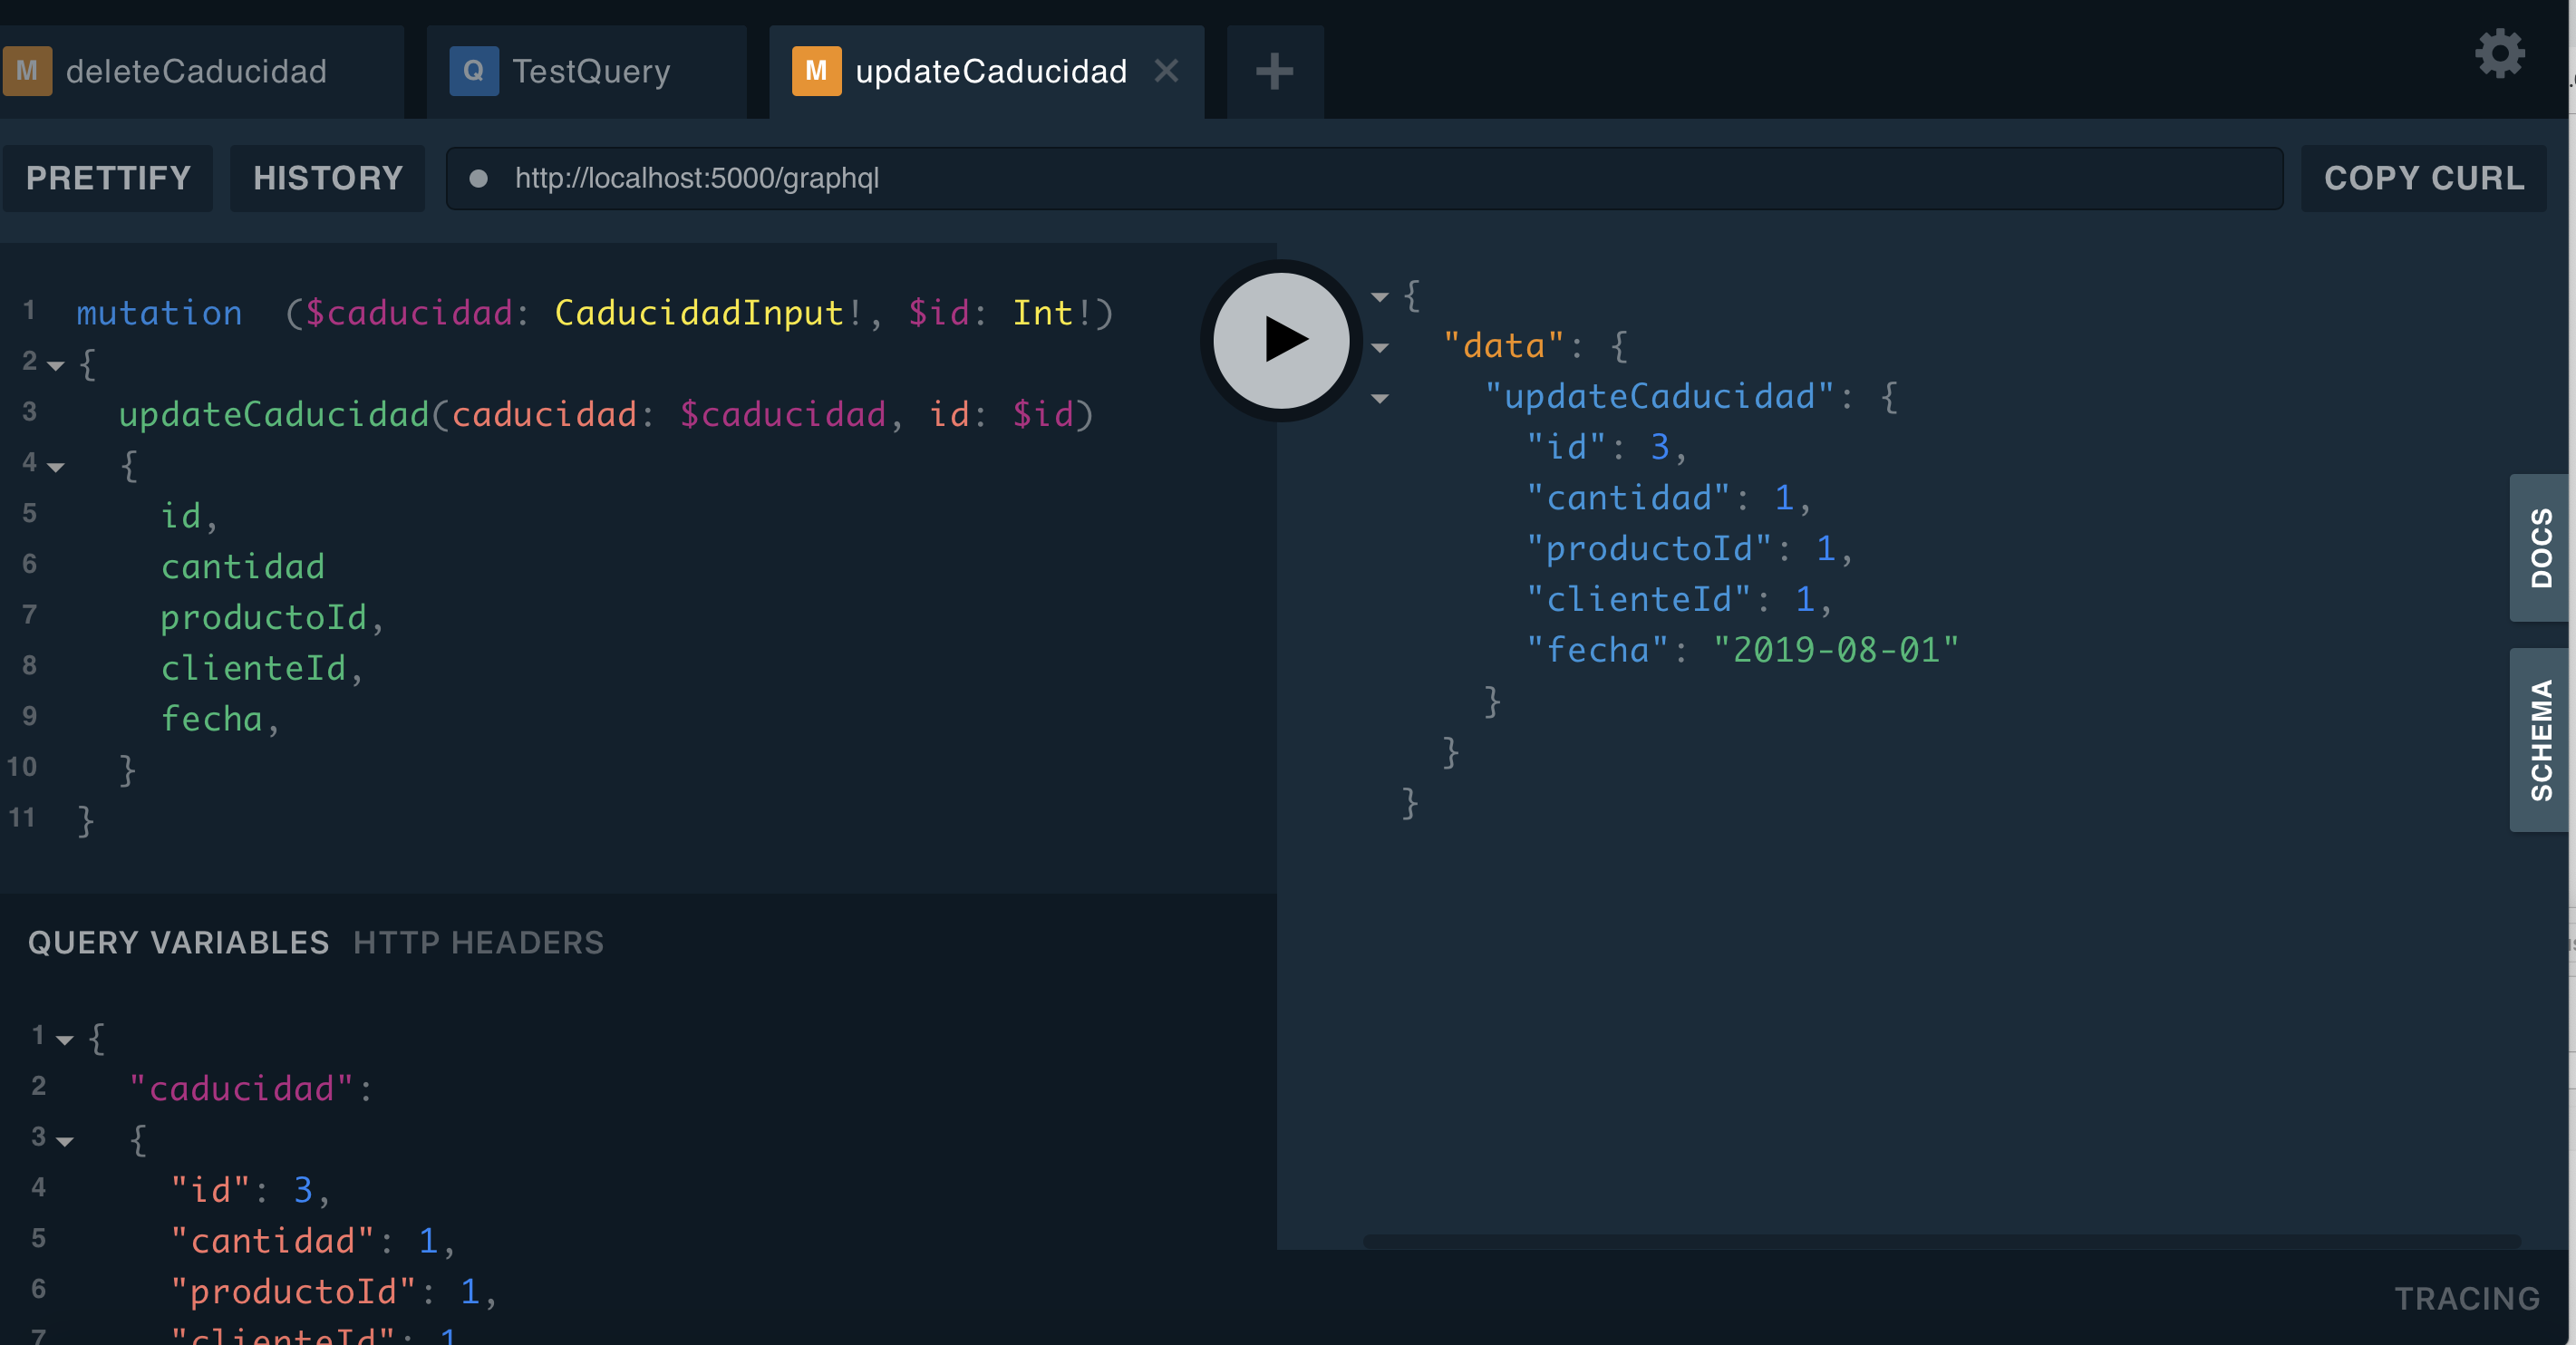 M deleteCaducidad
Q TestQuery
M updateCaducidad
PRETTIFY
HISTORY
http://localhost:5000/graphql
COPY CURL
1 mutation  ($caducidad: CaducidadInput!, $id: Int!)
2 {
3 updateCaducidad(caducidad: $caducidad, id: $id)
4 {
5 id,
6 cantidad
7 productoId,
8 clienteId,
9 fecha,
10 }
11 }
{
"data": {
"updateCaducidad": {
"id": 3,
"cantidad": 1,
"productoId": 1,
"clienteId": 1,
"fecha": "2019-08-01"
}
}
}
DOCS
SCHEMA
QUERY VARIABLES
HTTP HEADERS
1 {
2 "caducidad":
3 {
4 "id": 3,
5 "cantidad": 1,
6 "productoId": 1,
7 "clienteId": 1
TRACING